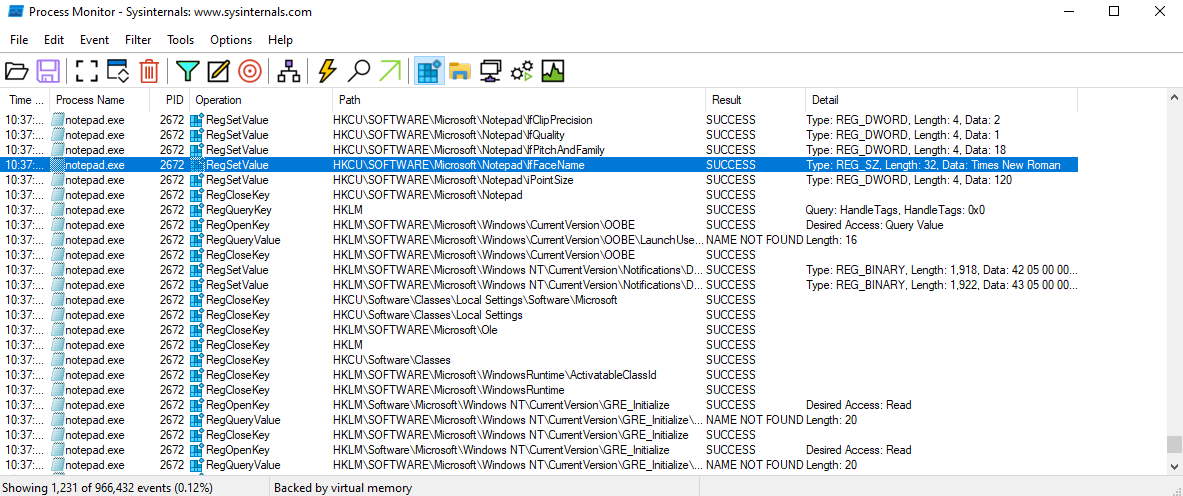 Process Monitor - Sysinternals: www.sysinternals.com
File Edit Event Filter Tools Options Help
Time ... Process Name PID Operation Path Result Detail
10:37:... notepad.exe 2672 RegSetValue HKCU\SOFTWARE\Microsoft\Notepad\lfClipPrecision SUCCESS Type: REG_DWORD, Length: 4, Data: 2
10:37:... notepad.exe 2672 RegSetValue HKCU\SOFTWARE\Microsoft\Notepad\lfQuality SUCCESS Type: REG_DWORD, Length: 4, Data: 1
10:37:... notepad.exe 2672 RegSetValue HKCU\SOFTWARE\Microsoft\Notepad\lfPitchAndFamily SUCCESS Type: REG_DWORD, Length: 4, Data: 18
10:37:... notepad.exe 2672 RegSetValue HKCU\SOFTWARE\Microsoft\Notepad\lfFaceName SUCCESS Type: REG_SZ, Length: 32, Data: Times New Roman
10:37:... notepad.exe 2672 RegSetValue HKCU\SOFTWARE\Microsoft\Notepad\iPointSize SUCCESS Type: REG_DWORD, Length: 4, Data: 120
10:37:... notepad.exe 2672 RegCloseKey HKCU\SOFTWARE\Microsoft\Notepad SUCCESS
10:37:... notepad.exe 2672 RegQueryKey HKLM SUCCESS Query: HandleTags, HandleTags: 0x0
10:37:... notepad.exe 2672 RegOpenKey HKLM\SOFTWARE\Microsoft\Windows\CurrentVersion\OOBE SUCCESS Desired Access: Query Value
10:37:... notepad.exe 2672 RegQueryValue HKLM\SOFTWARE\Microsoft\Windows\CurrentVersion\OOBE\LaunchUse... NAME NOT FOUND Length: 16
10:37:... notepad.exe 2672 RegCloseKey HKLM\SOFTWARE\Microsoft\Windows\CurrentVersion\OOBE SUCCESS
10:37:... notepad.exe 2672 RegSetValue HKLM\SOFTWARE\Microsoft\Windows NT\CurrentVersion\Notifications\D... SUCCESS Type: REG_BINARY, Length: 1,918, Data: 42 05 00 00...
10:37:... notepad.exe 2672 RegSetValue HKLM\SOFTWARE\Microsoft\Windows NT\CurrentVersion\Notifications\D... SUCCESS Type: REG_BINARY, Length: 1,922, Data: 43 05 00 00...
10:37:... notepad.exe 2672 RegCloseKey HKCU\Software\Classes\Local Settings\Software\Microsoft SUCCESS
10:37:... notepad.exe 2672 RegCloseKey HKCU\Software\Classes\Local Settings SUCCESS
10:37:... notepad.exe 2672 RegCloseKey HKLM\SOFTWARE\Microsoft\Ole SUCCESS
10:37:... notepad.exe 2672 RegCloseKey HKLM SUCCESS
10:37:... notepad.exe 2672 RegCloseKey HKCU\Software\Classes SUCCESS
10:37:... notepad.exe 2672 RegCloseKey HKLM\SOFTWARE\Microsoft\WindowsRuntime\ActivatableClassId SUCCESS
10:37:... notepad.exe 2672 RegCloseKey HKLM\SOFTWARE\Microsoft\WindowsRuntime SUCCESS
10:37:... notepad.exe 2672 RegOpenKey HKLM\Software\Microsoft\Windows NT\CurrentVersion\GRE_Initialize SUCCESS Desired Access: Read
10:37:... notepad.exe 2672 RegQueryValue HKLM\SOFTWARE\Microsoft\Windows NT\CurrentVersion\GRE_Initialize\... NAME NOT FOUND Length: 20
10:37:... notepad.exe 2672 RegCloseKey HKLM\SOFTWARE\Microsoft\Windows NT\CurrentVersion\GRE_Initialize SUCCESS
10:37:... notepad.exe 2672 RegOpenKey HKLM\Software\Microsoft\Windows NT\CurrentVersion\GRE_Initialize SUCCESS Desired Access: Read
10:37:... notepad.exe 2672 RegQueryValue HKLM\SOFTWARE\Microsoft\Windows NT\CurrentVersion\GRE_Initialize\... NAME NOT FOUND Length: 20
Showing 1,231 of 966,432 events (0.12%) Backed by virtual memory